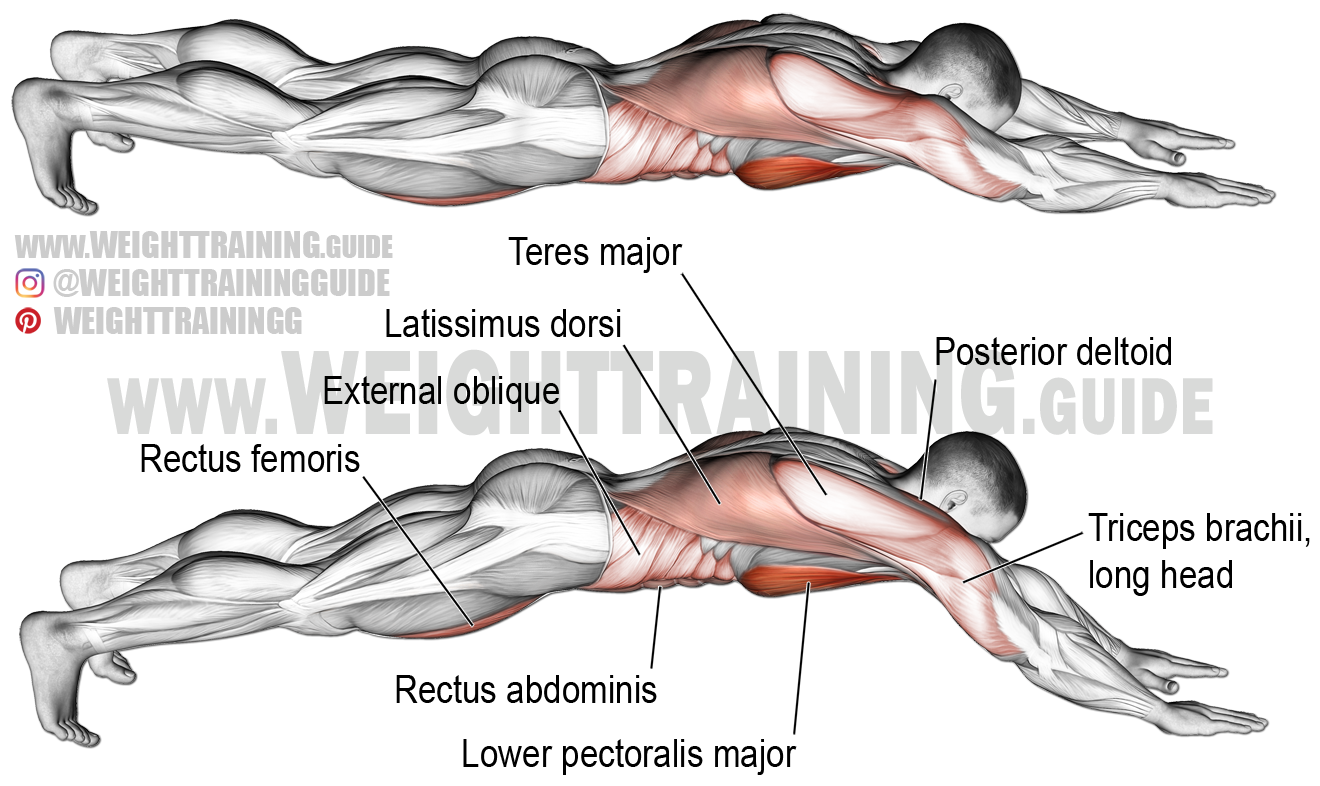 www.WEIGHTTRAINING.GUIDE
@WEIGHTTRAININGGUIDE
WEIGHTTRAININGG
Teres major
Latissimus dorsi
Posterior deltoid
www.WEIGHTTRAINING.GUIDE
External oblique
Rectus femoris
Triceps brachii,
long head
Rectus abdominis
Lower pectoralis major